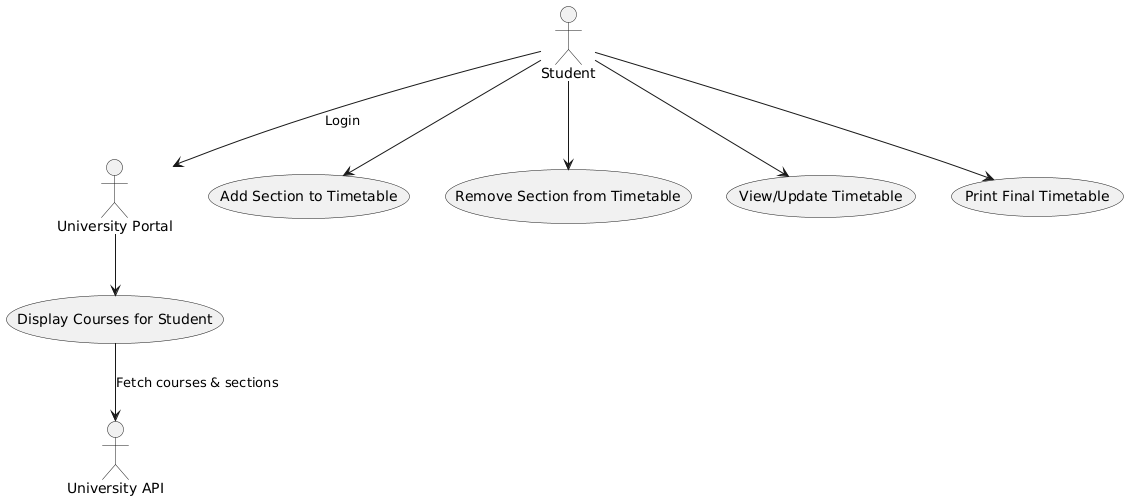 Student
Login
University Portal
Add Section to Timetable
Remove Section from Timetable
View/Update Timetable
Print Final Timetable
Display Courses for Student
Fetch courses & sections
University API